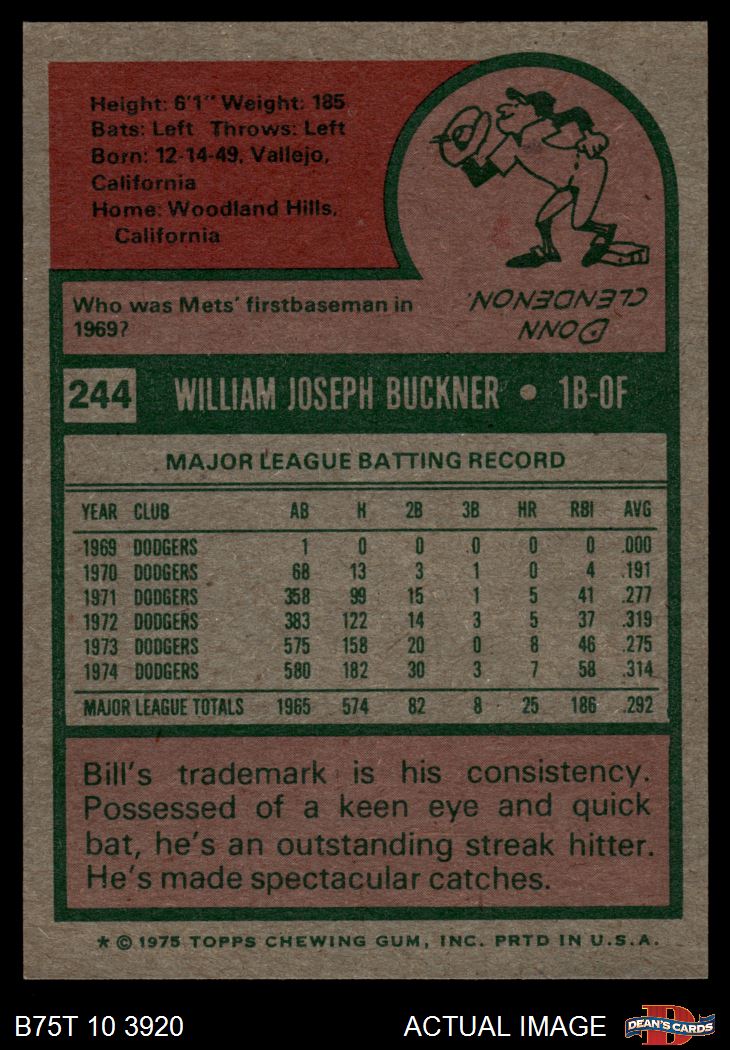 Height: 6'1" Weight: 185
Bats: Left Throws: Left
Born: 12-14-49, Vallejo,
California
Home: Woodland Hills,
California
Who was Mets' firstbaseman in
1969?
DONN
CLENDENON.
244 WILLIAM JOSEPH BUCKNER • 1B-OF
MAJOR LEAGUE BATTING RECORD
YEAR CLUB AB H 2B 3B HR RBI AVG
1969 DODGERS 1 0 0 0 0 0 .000
1970 DODGERS 68 13 3 1 0 4 .191
1971 DODGERS 358 99 15 1 5 41 .277
1972 DODGERS 383 122 14 3 5 37 .319
1973 DODGERS 575 158 20 0 8 46 .275
1974 DODGERS 580 182 30 3 7 58 .314
MAJOR LEAGUE TOTALS 1965 574 82 8 25 186 .292
Bill's trademark is his consistency.
Possessed of a keen eye and quick
bat, he's an outstanding streak hitter.
He's made spectacular catches.
* © 1975 TOPPS CHEWING GUM, INC. PRTD IN U.S.A.
B75T 10 3920 ACTUAL IMAGE D DEAN'S CARDS